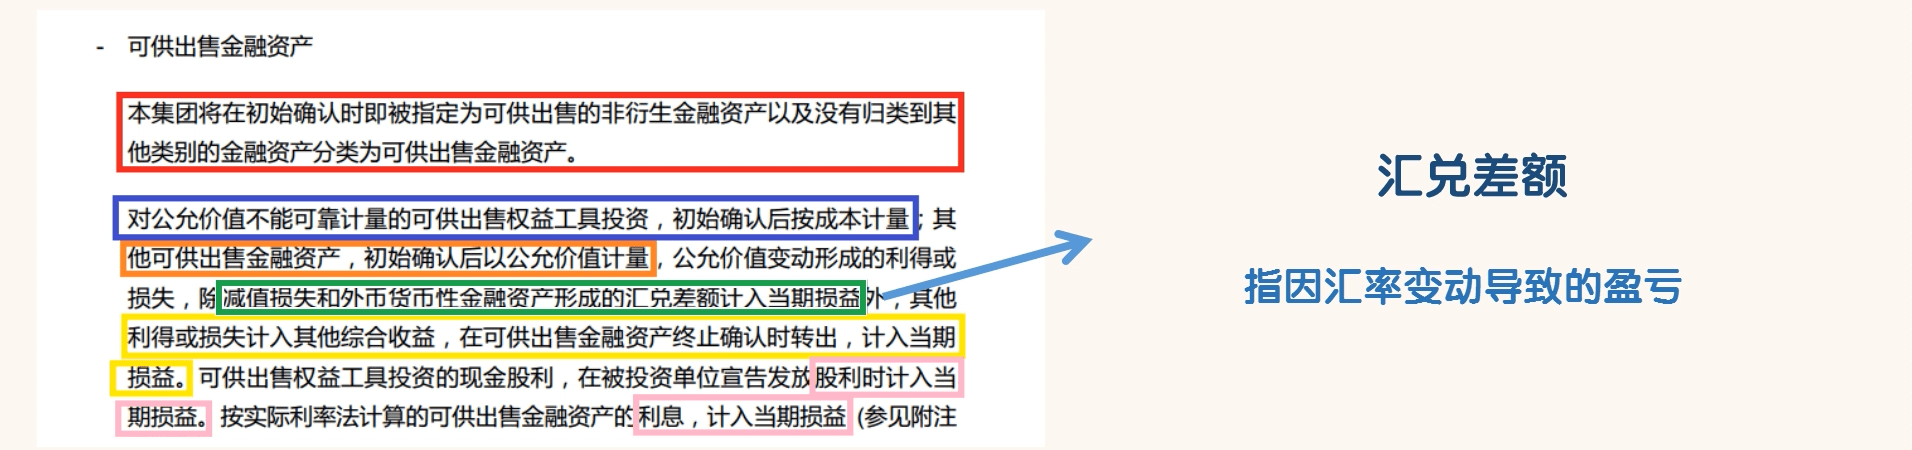 - 可供出售金融资产
本集团将在初始确认时即被指定为可供出售的非衍生金融资产以及没有归类到其
他类别的金融资产分类为可供出售金融资产。
对公允价值不能可靠计量的可供出售权益工具投资，初始确认后按成本计量；其
他可供出售金融资产，初始确认后以公允价值计量，公允价值变动形成的利得或
损失，除减值损失和外币货币性金融资产形成的汇兑差额计入当期损益外，其他
利得或损失计入其他综合收益，在可供出售金融资产终止确认时转出，计入当期
损益。可供出售权益工具投资的现金股利，在被投资单位宣告发放股利时计入当
期损益。按实际利率法计算的可供出售金融资产的利息，计入当期损益 (参见附注
汇兑差额
指因汇率变动导致的盈亏